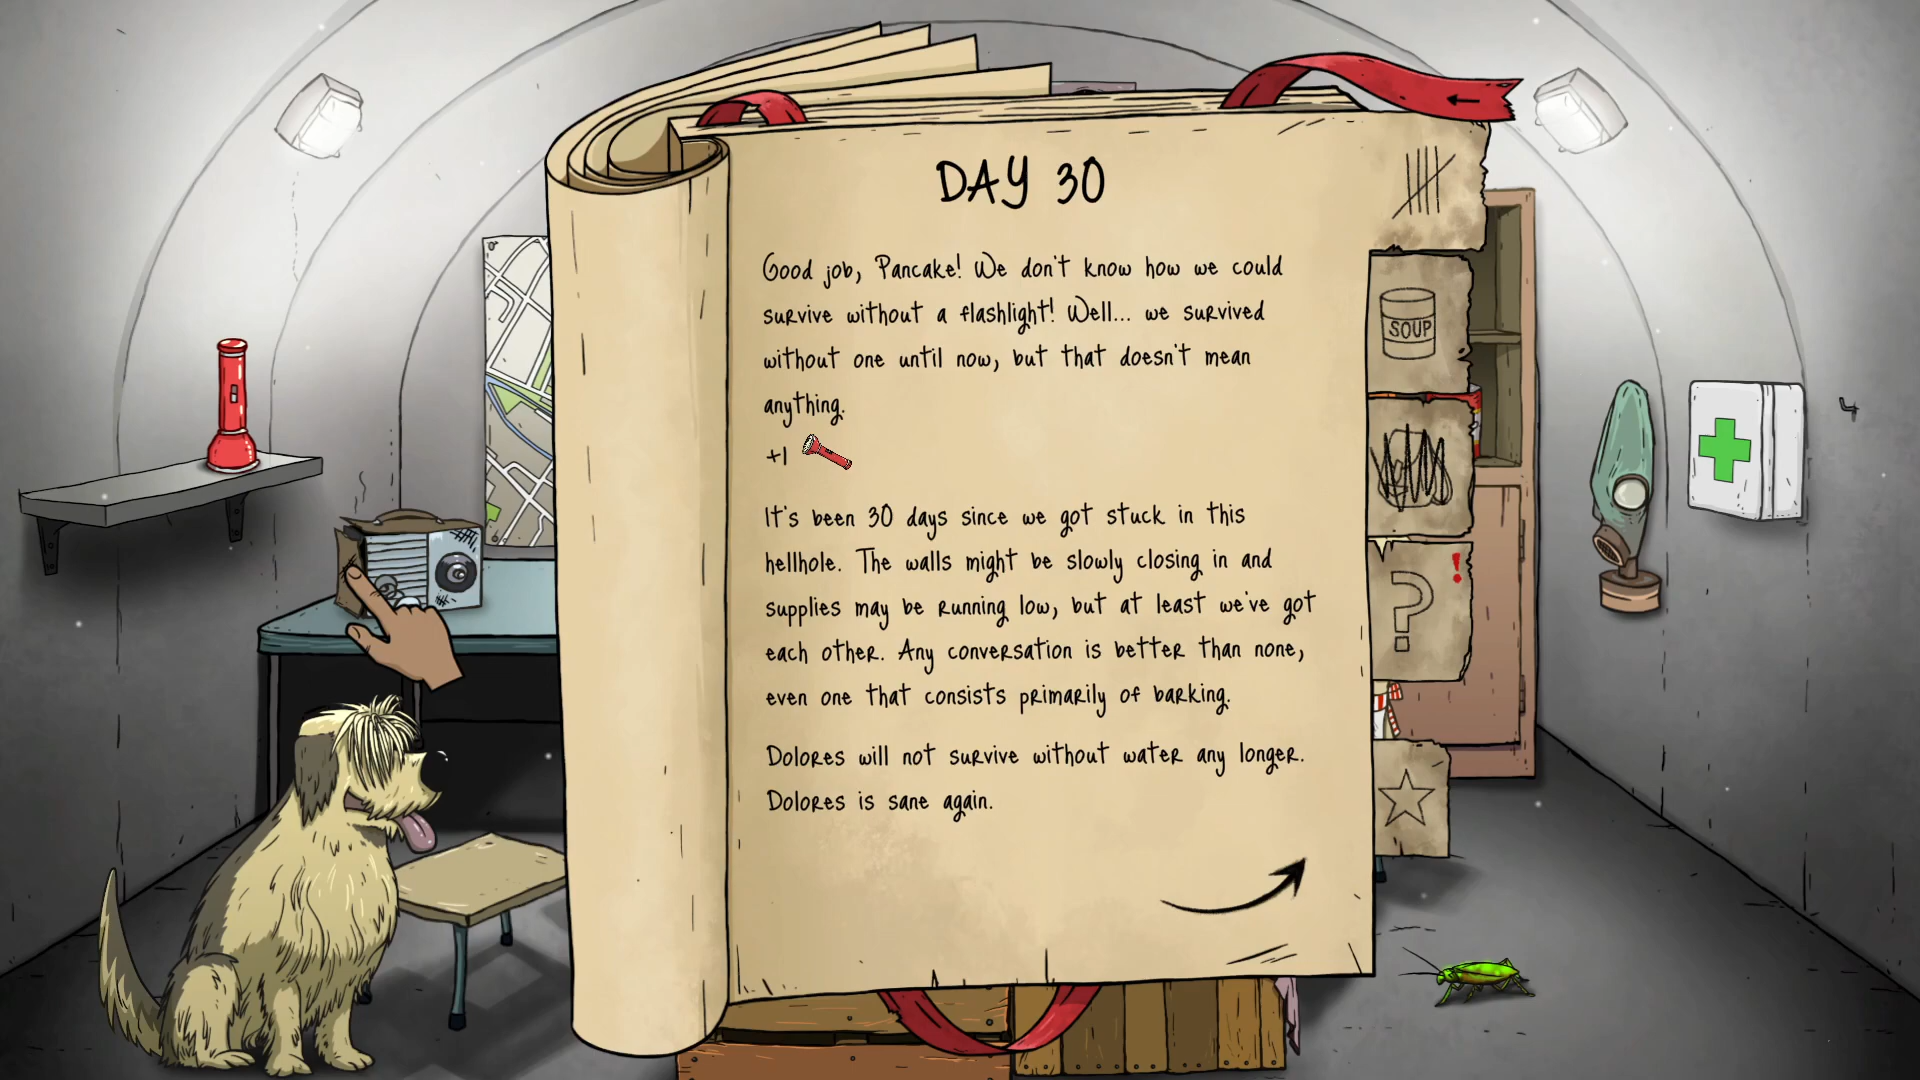 DAY 30
Good job, Pancake! We don't know how we could
survive without a flashlight! Well... we survived
without one until now, but that doesn't mean
anything.
+1
It's been 30 days since we got stuck in this
hellhole. The walls might be slowly closing in and
supplies may be running low, but at least we've got
each other. Any conversation is better than none,
even one that consists primarily of barking.
Dolores will not survive without water any longer.
Dolores is sane again.
SOUP
?
!